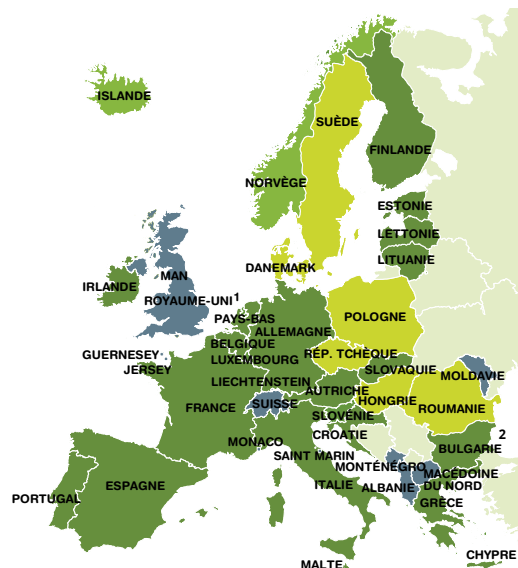 ISLANDE
SUÈDE
FINLANDE
NORVÈGE
ESTONIE
LETTONIE
LITUANIE
DANEMARK
MAN
IRLANDE
ROYAUME-UNI1
PAYS-BAS
POLOGNE
ALLEMAGNE
BELGIQUE
GUERNESEY
LUXEMBOURG
RÉP. TCHÈQUE
JERSEY
SLOVAQUIE
MOLDAVIE
LIECHTENSTEIN
AUTRICHE
SUISSE
HONGRIE
FRANCE
ROUMANIE
SLOVÉNIE
CROATIE
2
MONACO
BULGARIE
SAINT MARIN
MONTÉNÉGRO
MACÉDOINE
DU NORD
ESPAGNE
ITALIE
ALBANIE
PORTUGAL
GRÈCE
CHYPRE
MALTE